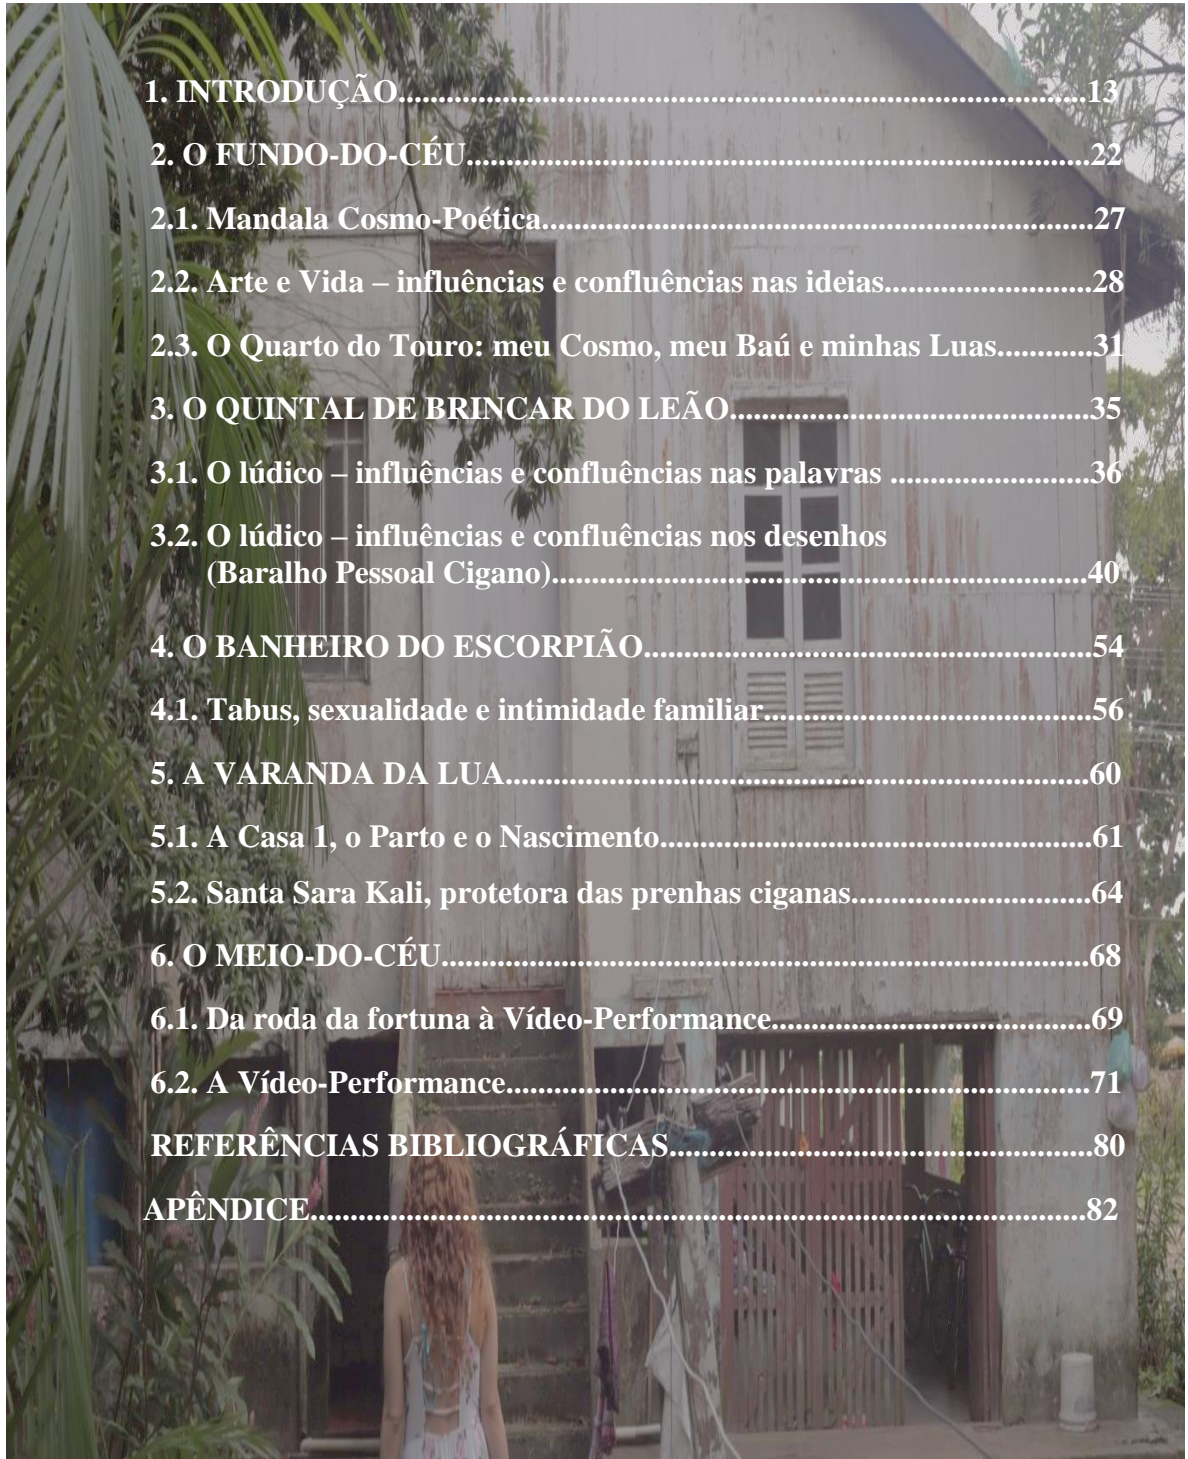 1. INTRODUÇÃO......................................................................................13
2. O FUNDO-DO-CÉU..............................................................................22
2.1. Mandala Cosmo-Poética.....................................................................27
2.2. Arte e Vida – influências e confluências nas ideias..........................28
2.3. O Quarto do Touro: meu Cosmo, meu Baú e minhas Luas............31
3. O QUINTAL DE BRINCAR DO LEÃO.............................................35
3.1. O lúdico – influências e confluências nas palavras .........................36
3.2. O lúdico – influências e confluências nos desenhos
(Baralho Pessoal Cigano)...................................................................40
4. O BANHEIRO DO ESCORPIÃO........................................................54
4.1. Tabus, sexualidade e intimidade familiar.........................................56
5. A VARANDA DA LUA.........................................................................60
5.1. A Casa 1, o Parto e o Nascimento......................................................61
5.2. Santa Sara Kali, protetora das prenhas ciganas..............................64
6. O MEIO-DO-CÉU.................................................................................68
6.1. Da roda da fortuna à Vídeo-Performance........................................69
6.2. A Vídeo-Performance.........................................................................71
REFERÊNCIAS BIBLIOGRÁFICAS.....................................................80
APÊNDICE.................................................................................................82